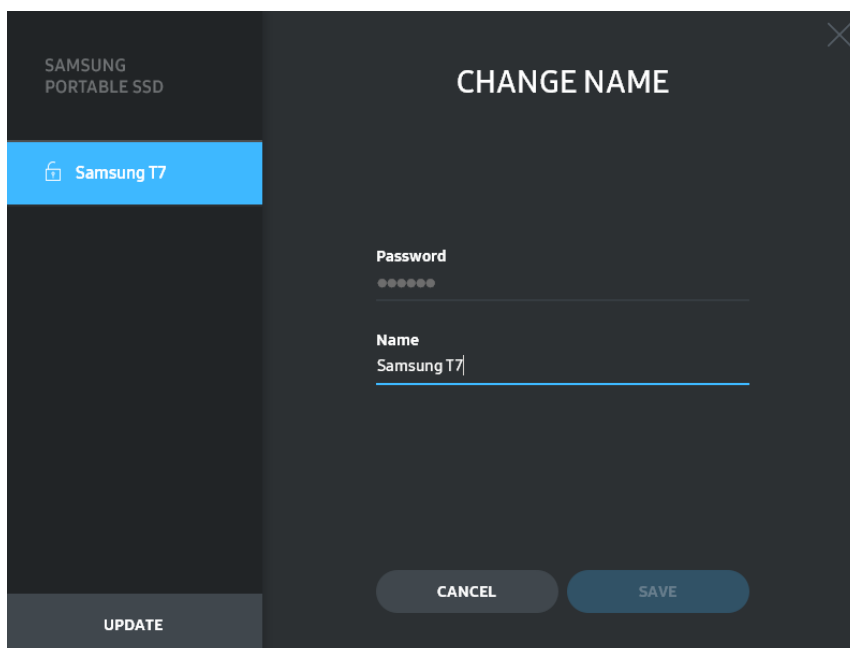 SAMSUNG
PORTABLE SSD
Samsung T7
UPDATE
CHANGE NAME
Password
●●●●●●
Name
Samsung T7
CANCEL
SAVE